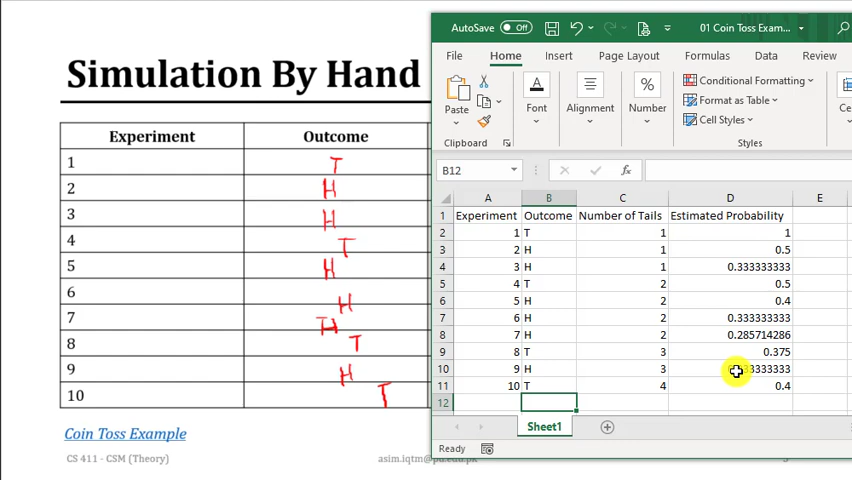 Simulation By Hand
Experiment Outcome
1 T
2 H
3 H
4 T
5 H
6 H
7 H
8 T
9 H
10 T
Coin Toss Example
CS 411 - CSM (Theory)
AutoSave Off 01 Coin Toss Exam...
File Home Insert Page Layout Formulas Data Review
Paste
Clipboard
Font
Alignment
Number
Conditional Formatting
Format as Table
Cell Styles
Styles
B12 fx
A B C D E
1 Experiment Outcome Number of Tails Estimated Probability
2 1 T 1 1
3 2 H 1 0.5
4 3 H 1 0.333333333
5 4 T 2 0.5
6 5 H 2 0.4
7 6 H 2 0.333333333
8 7 H 2 0.285714286
9 8 T 3 0.375
10 9 H 3
11 10 T 4 0.4
12
Sheet1
Ready